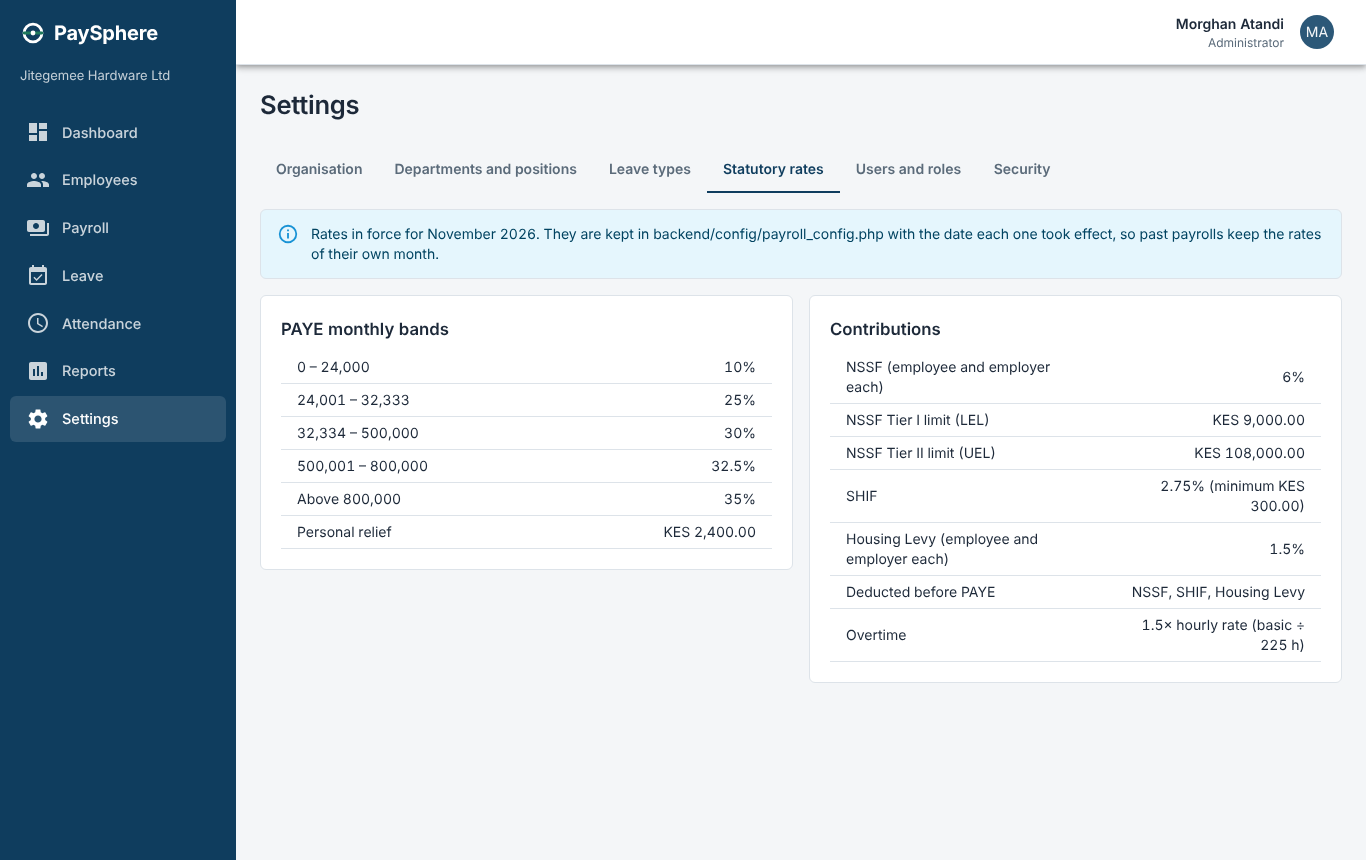 PaySphere
Jitegemee Hardware Ltd
Dashboard
Employees
Payroll
Leave
Attendance
Reports
Settings
Morghan Atandi
Administrator
MA
Settings
Organisation
Departments and positions
Leave types
Statutory rates
Users and roles
Security
Rates in force for November 2026. They are kept in backend/config/payroll_config.php with the date each one took effect, so past payrolls keep the rates
of their own month.
PAYE monthly bands
0 – 24,000 10%
24,001 – 32,333 25%
32,334 – 500,000 30%
500,001 – 800,000 32.5%
Above 800,000 35%
Personal relief KES 2,400.00
Contributions
NSSF (employee and employer
each) 6%
NSSF Tier I limit (LEL) KES 9,000.00
NSSF Tier II limit (UEL) KES 108,000.00
SHIF 2.75% (minimum KES
300.00)
Housing Levy (employee and
employer each) 1.5%
Deducted before PAYE NSSF, SHIF, Housing Levy
Overtime 1.5× hourly rate (basic ÷
225 h)